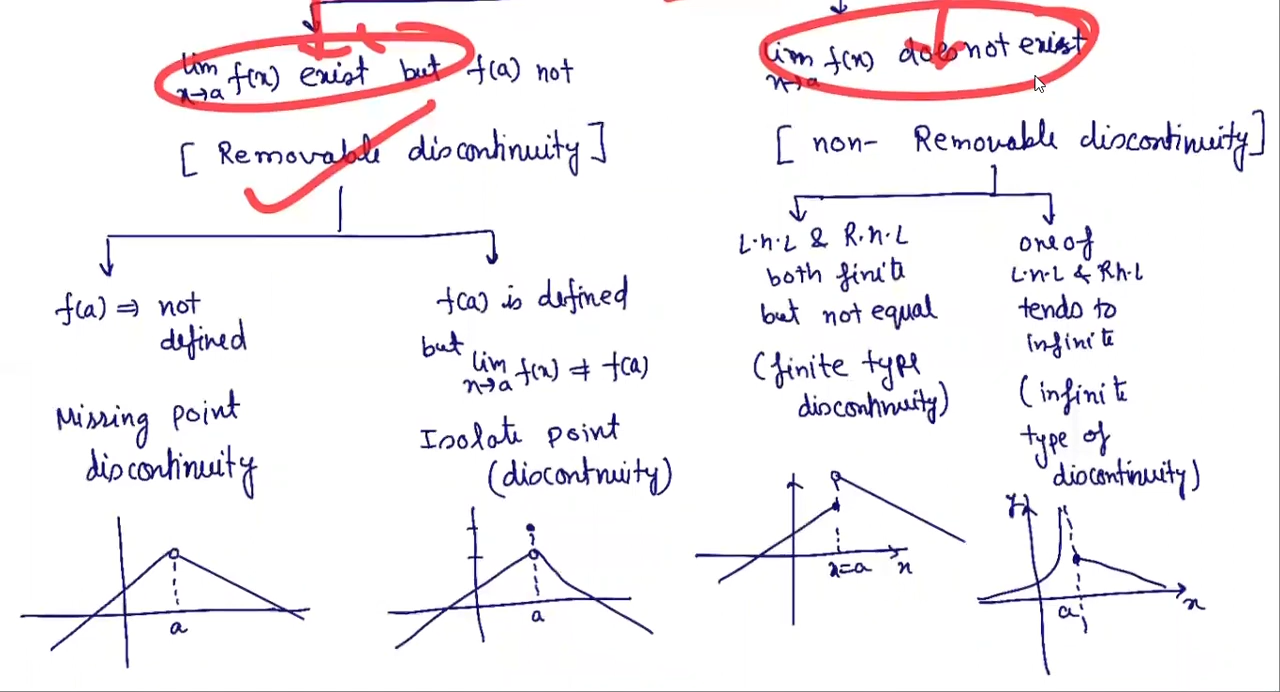 lim f(x) exist but f(a) not
x→a
[ Removable discontinuity ]
f(a) ⇒ not
defined
Missing point
discontinuity
f(a) is defined
but lim f(x) ≠ f(a)
x→a
Isolate point
(discontnuity)
a
a
lim f(x) does not exist
x→a
[ non- Removable discontinuity ]
L.h.L & R.h.L
both finite
but not equal
(finite type
discontinuity)
x=a
x
one of
L.h.L & Rh.L
tends to
infinite
(infinite
type of
discontinuity)
y
a
x